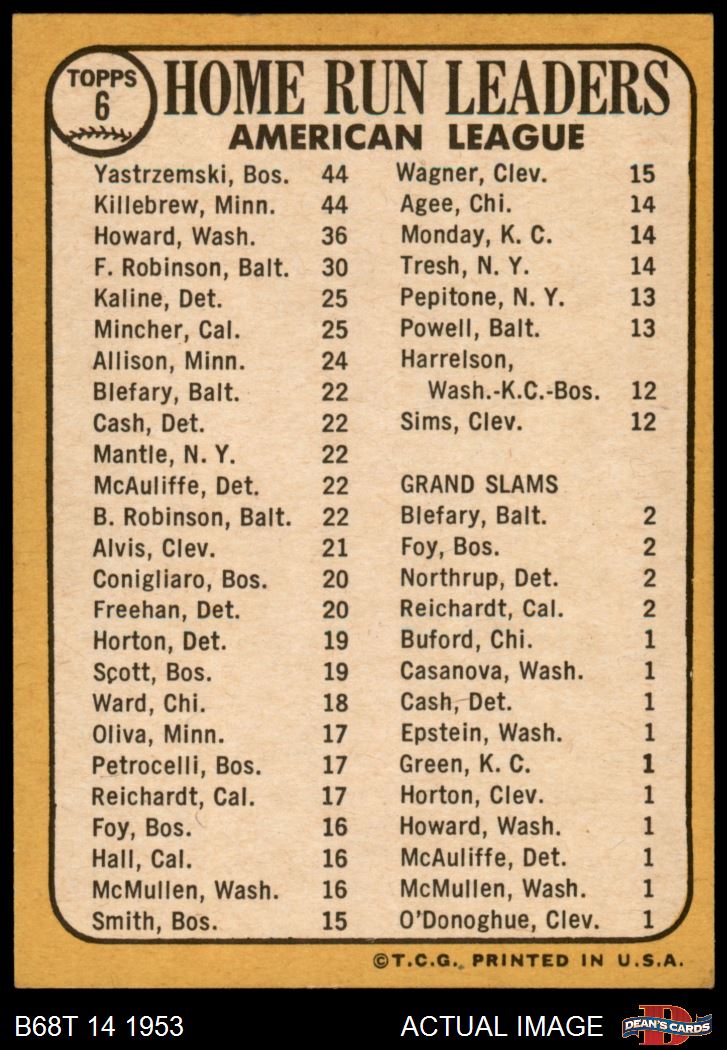 TOPPS
6
HOME RUN LEADERS
AMERICAN LEAGUE
Yastrzemski, Bos. 44
Killebrew, Minn. 44
Howard, Wash. 36
F. Robinson, Balt. 30
Kaline, Det. 25
Mincher, Cal. 25
Allison, Minn. 24
Blefary, Balt. 22
Cash, Det. 22
Mantle, N. Y. 22
McAuliffe, Det. 22
B. Robinson, Balt. 22
Alvis, Clev. 21
Conigliaro, Bos. 20
Freehan, Det. 20
Horton, Det. 19
Scott, Bos. 19
Ward, Chi. 18
Oliva, Minn. 17
Petrocelli, Bos. 17
Reichardt, Cal. 17
Foy, Bos. 16
Hall, Cal. 16
McMullen, Wash. 16
Smith, Bos. 15
Wagner, Clev. 15
Agee, Chi. 14
Monday, K. C. 14
Tresh, N. Y. 14
Pepitone, N. Y. 13
Powell, Balt. 13
Harrelson,
Wash.-K.C.-Bos. 12
Sims, Clev. 12
GRAND SLAMS
Blefary, Balt. 2
Foy, Bos. 2
Northrup, Det. 2
Reichardt, Cal. 2
Buford, Chi. 1
Casanova, Wash. 1
Cash, Det. 1
Epstein, Wash. 1
Green, K. C. 1
Horton, Clev. 1
Howard, Wash. 1
McAuliffe, Det. 1
McMullen, Wash. 1
O'Donoghue, Clev. 1
©T.C.G. PRINTED IN U.S.A.
B68T 14 1953
ACTUAL IMAGE
D
DEAN'S CARDS